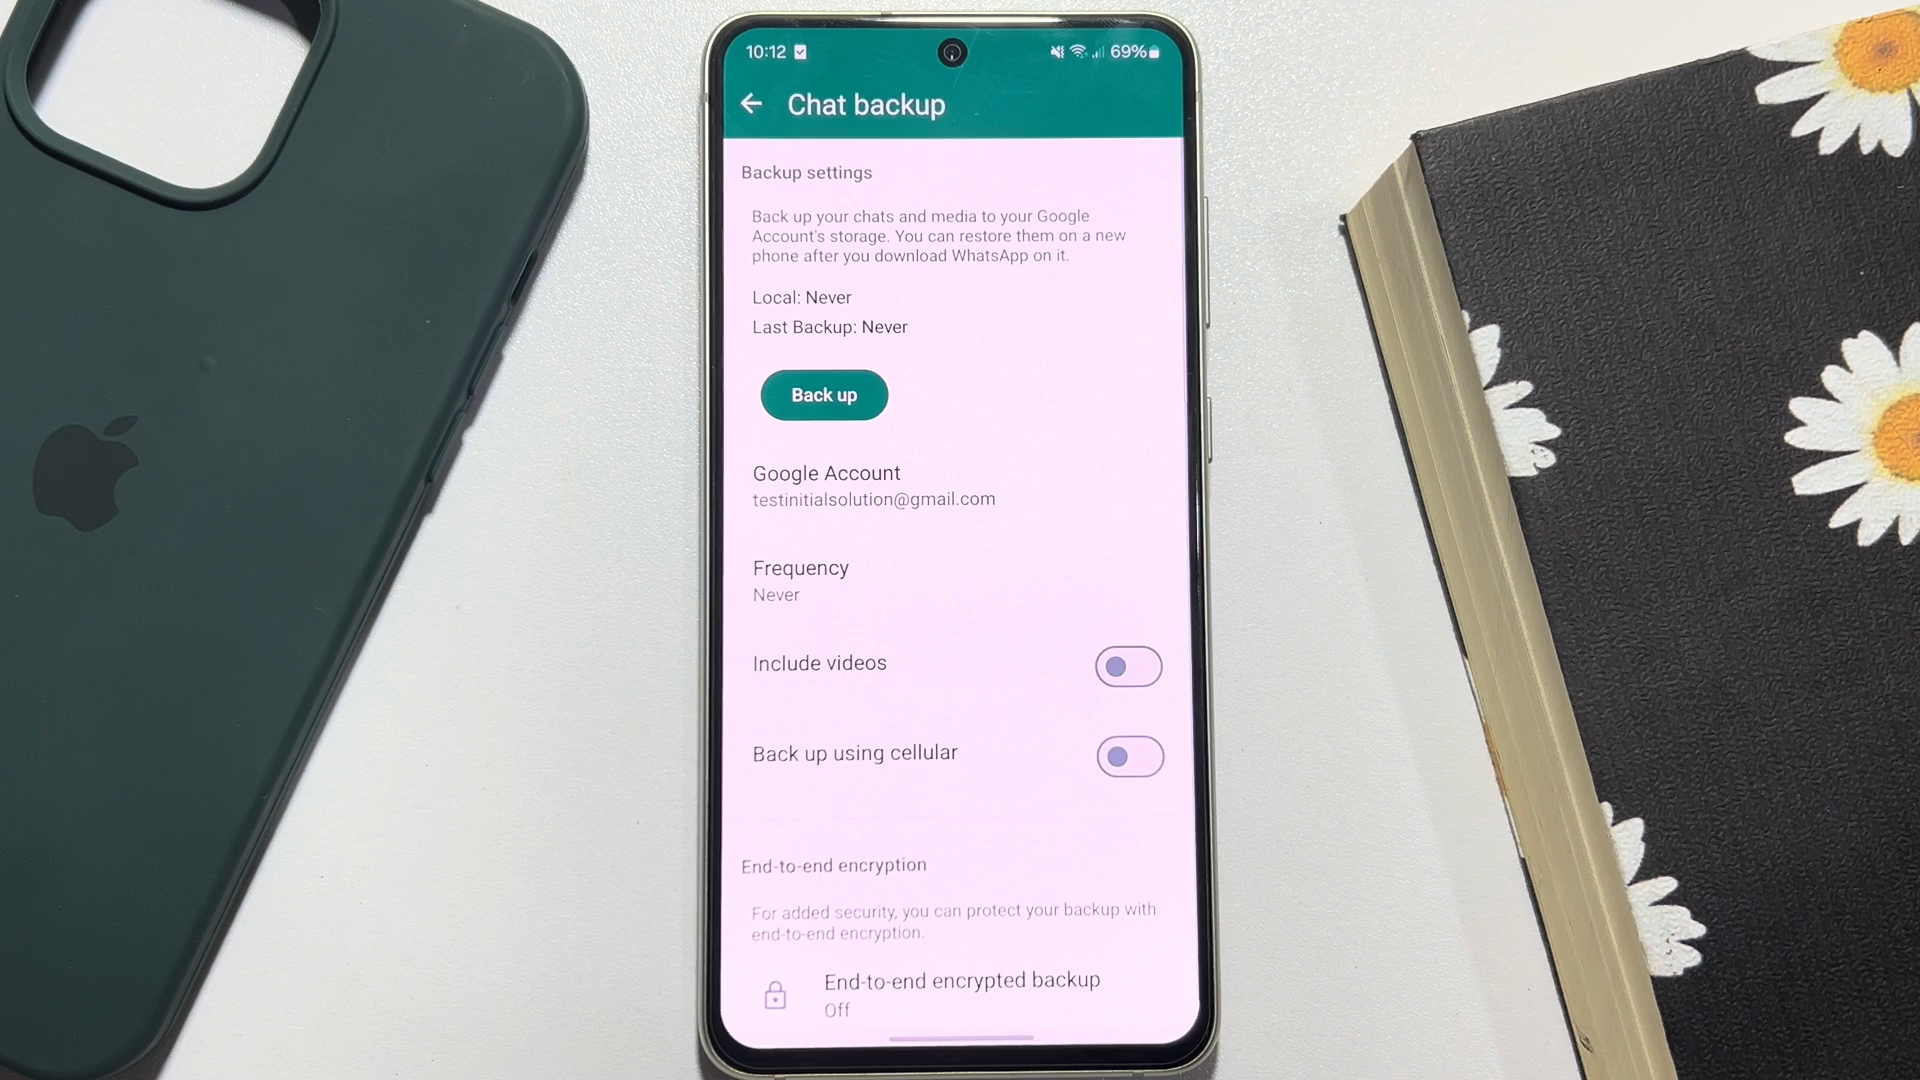 10:12
69%
Chat backup
Backup settings
Back up your chats and media to your Google
Account's storage. You can restore them on a new
phone after you download WhatsApp on it.
Local: Never
Last Backup: Never
Back up
Google Account
testinitialsolution@gmail.com
Frequency
Never
Include videos
Back up using cellular
End-to-end encryption
For added security, you can protect your backup with
end-to-end encryption.
End-to-end encrypted backup
Off